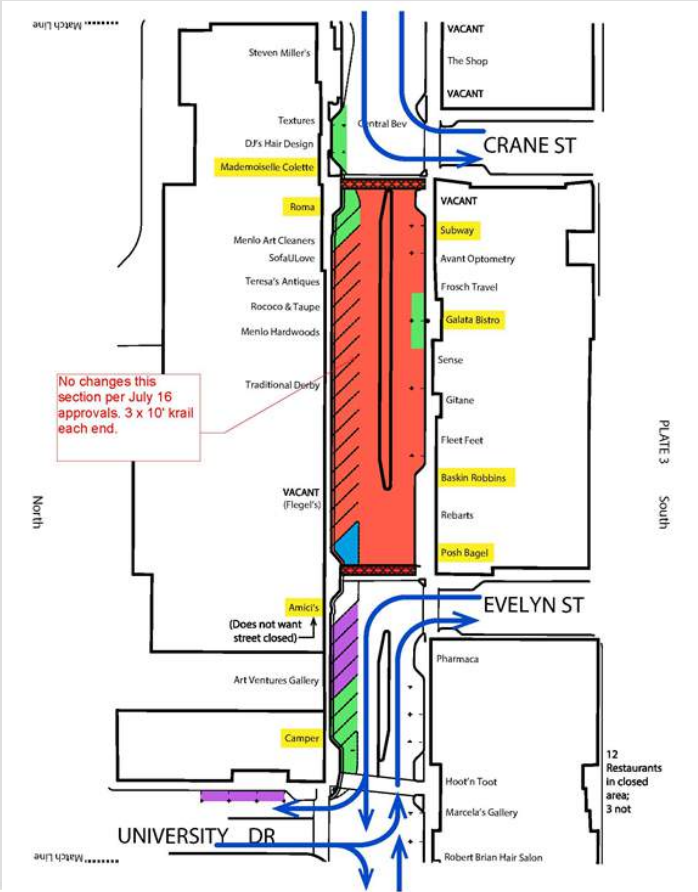 Match Line
VACANT
The Shop
VACANT
Steven Miller's
Textures
Central Bev
DJ's Hair Design
CRANE ST
Mademoiselle Colette
Roma
VACANT
Subway
Menlo Art Cleaners
SofaULove
Avant Optometry
Teresa's Antiques
Frosch Travel
Rococo & Taupe
Galata Bistro
Menlo Hardwoods
Sense
No changes this
section per July 16
approvals. 3 x 10' krail
each end.
Traditional Derby
Gitane
Fleet Feet
PLATE 3
Baskin Robbins
VACANT
(Flegel's)
North
South
Rebarts
Posh Bagel
Amici's
(Does not want
street closed)
EVELYN ST
Pharmaca
Art Ventures Gallery
Camper
12
Restaurants
in closed
area;
3 not
Hoot'n Toot
Marcela's Gallery
UNIVERSITY DR
Match Line
Robert Brian Hair Salon